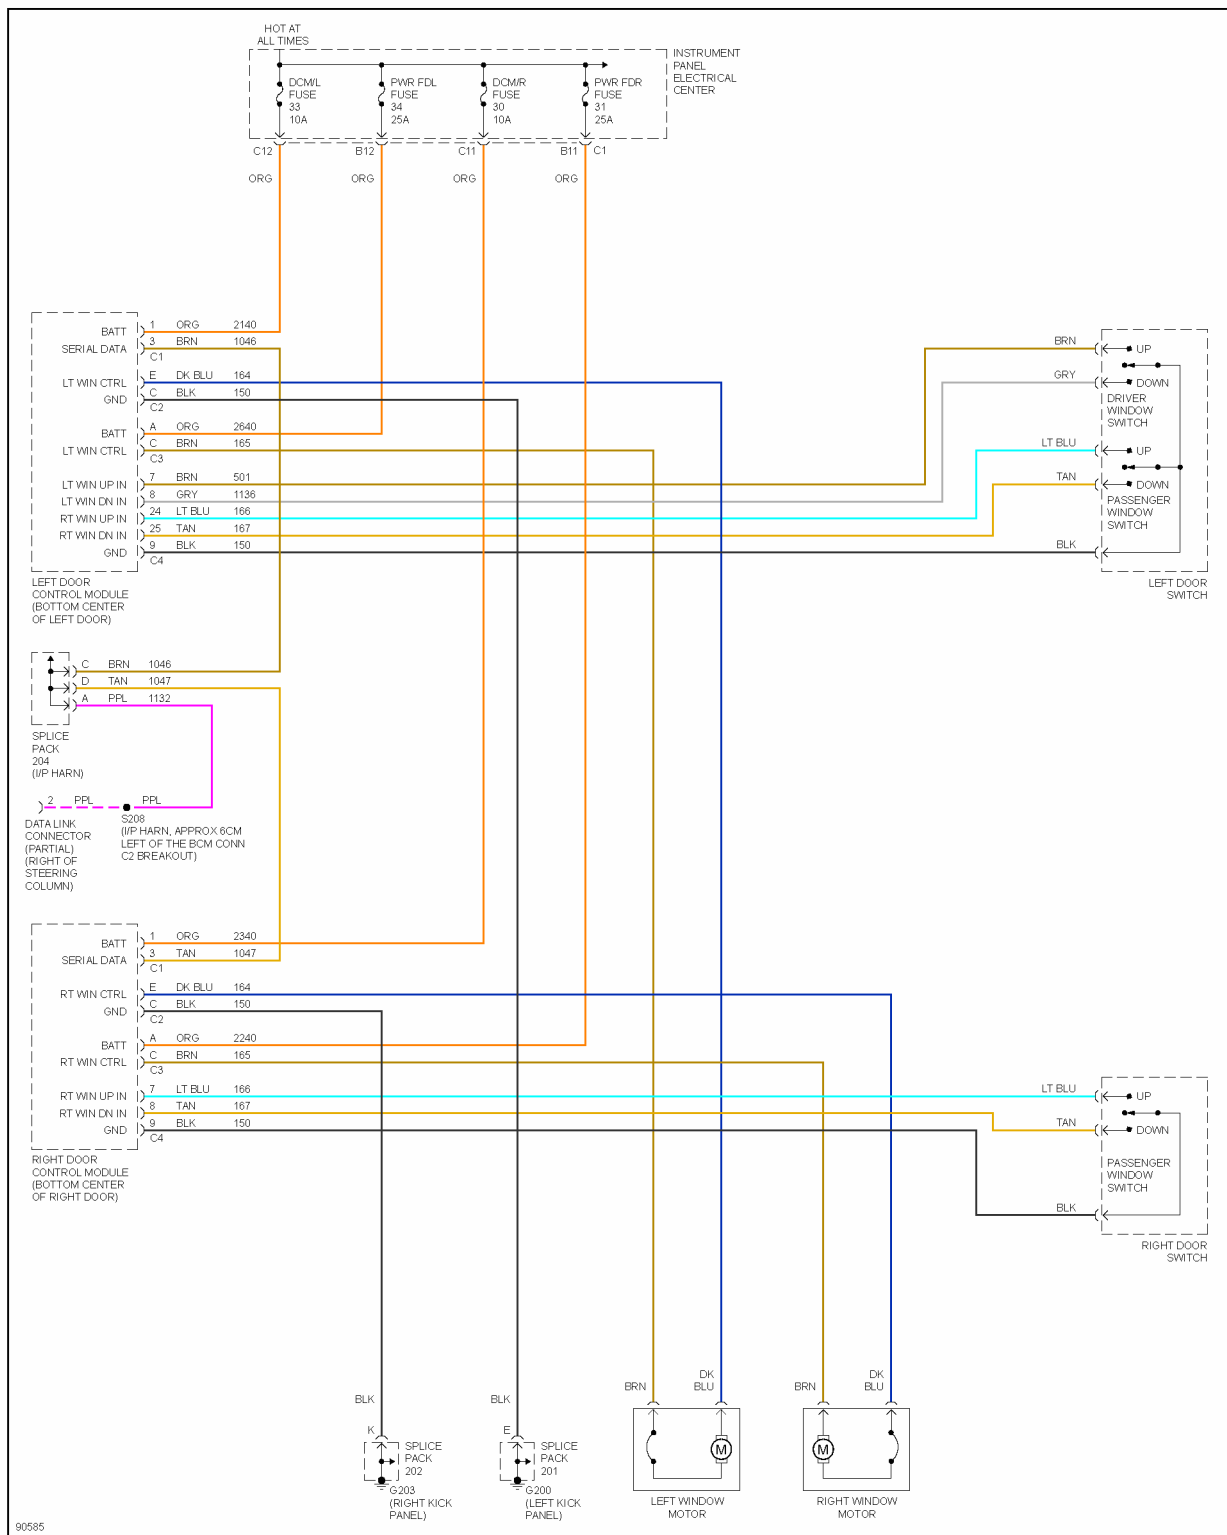 HOT AT
ALL TIMES
INSTRUMENT
PANEL
ELECTRICAL
CENTER
DCM/L
FUSE
33
10A
PWR FDL
FUSE
34
25A
DCM/R
FUSE
30
10A
PWR FDR
FUSE
31
25A
C12 B12 C11 B11 C1
ORG ORG ORG ORG
BATT 1 ORG 2140
SERIAL DATA 3 BRN 1046
C1
LT WIN CTRL E DK BLU 164
GND C BLK 150
C2
BATT A ORG 2640
LT WIN CTRL C BRN 165
C3
LT WIN UP IN 7 BRN 501
LT WIN DN IN 8 GRY 1136
RT WIN UP IN 24 LT BLU 166
RT WIN DN IN 25 TAN 167
GND 9 BLK 150
C4
LEFT DOOR
CONTROL MODULE
(BOTTOM CENTER
OF LEFT DOOR)
BRN UP
GRY DOWN
DRIVER
WINDOW
SWITCH
LT BLU UP
TAN DOWN
PASSENGER
WINDOW
SWITCH
BLK
LEFT DOOR
SWITCH
C BRN 1046
D TAN 1047
A PPL 1132
SPLICE
PACK
204
(I/P HARN)
2 PPL PPL
DATA LINK
CONNECTOR
(PARTIAL)
(RIGHT OF
STEERING
COLUMN)
S208
(I/P HARN, APPROX 6CM
LEFT OF THE BCM CONN
C2 BREAKOUT)
BATT 1 ORG 2340
SERIAL DATA 3 TAN 1047
C1
RT WIN CTRL E DK BLU 164
GND C BLK 150
C2
BATT A ORG 2240
RT WIN CTRL C BRN 165
C3
RT WIN UP IN 7 LT BLU 166
RT WIN DN IN 8 TAN 167
GND 9 BLK 150
C4
RIGHT DOOR
CONTROL MODULE
(BOTTOM CENTER
OF RIGHT DOOR)
LT BLU UP
TAN DOWN
PASSENGER
WINDOW
SWITCH
BLK
RIGHT DOOR
SWITCH
BLK
K
SPLICE
PACK
202
G203
(RIGHT KICK
PANEL)
BLK
E
SPLICE
PACK
201
G200
(LEFT KICK
PANEL)
BRN
DK
BLU
M
LEFT WINDOW
MOTOR
BRN
DK
BLU
M
RIGHT WINDOW
MOTOR
90585